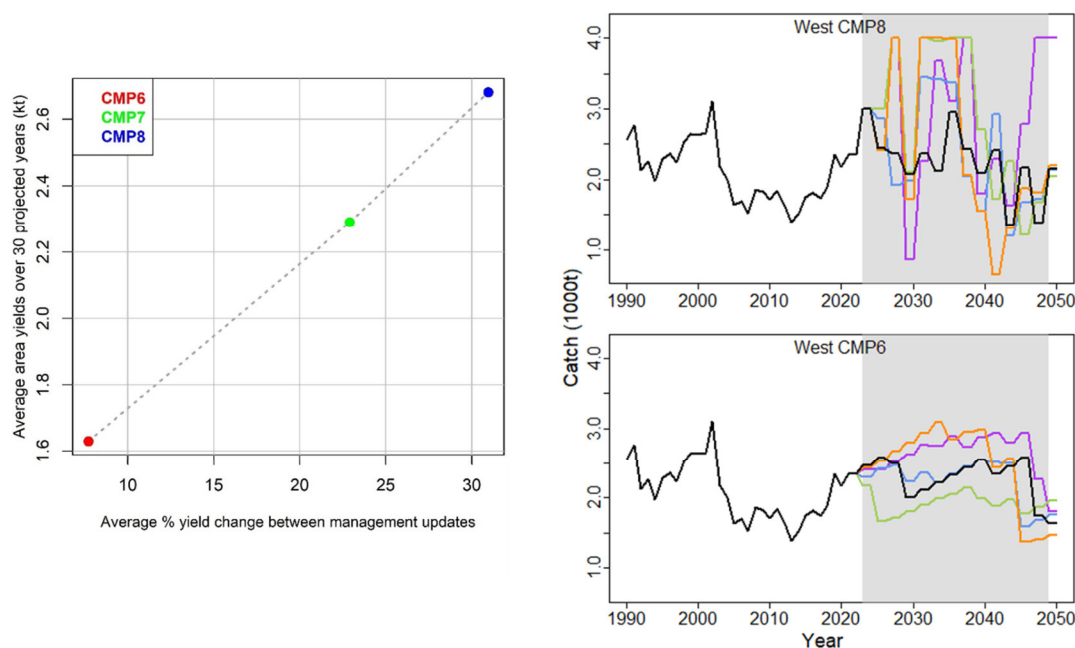 CMP6
CMP7
CMP8
Average area yields over 30 projected years (kt)
2.6
2.4
2.2
2.0
1.8
1.6
10 15 20 25 30
Average % yield change between management updates
West CMP8
4.0
3.0
2.0
1.0
1990 2000 2010 2020 2030 2040 2050
Catch (1000t)
West CMP6
4.0
3.0
2.0
1.0
1990 2000 2010 2020 2030 2040 2050
Year